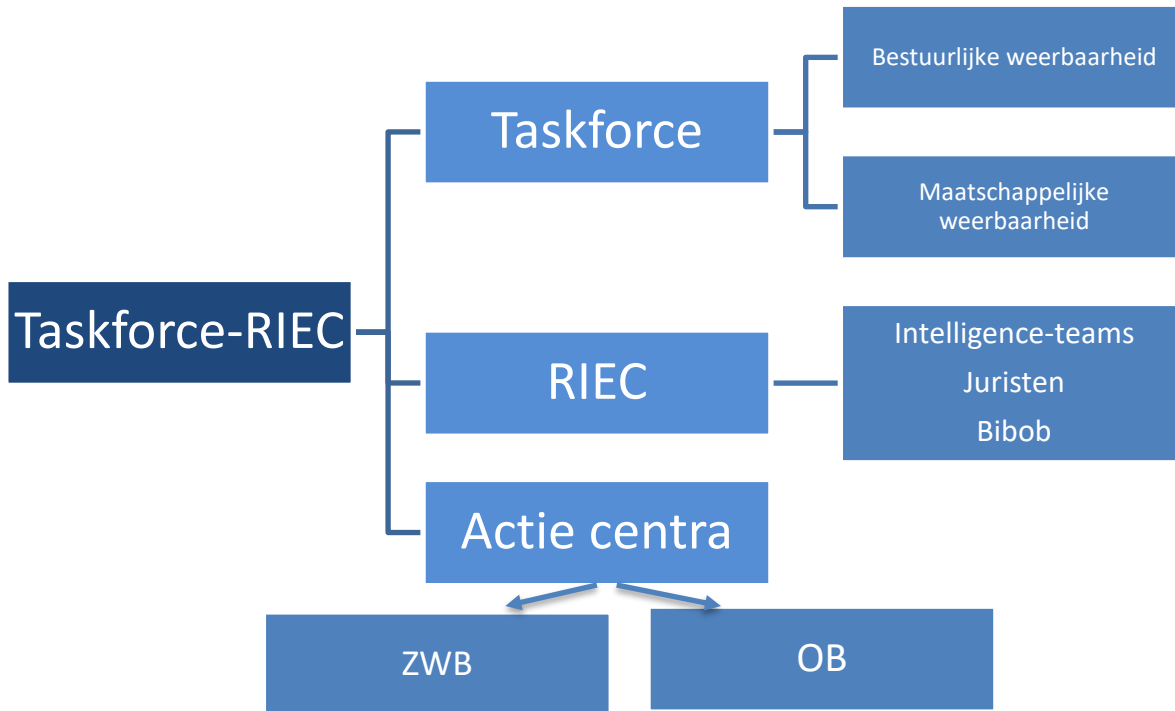 Taskforce-RIEC
Taskforce
Bestuurlijke weerbaarheid
Maatschappelijke
weerbaarheid
RIEC
Intelligence-teams
Juristen
Bibob
Actie centra
ZWB
OB